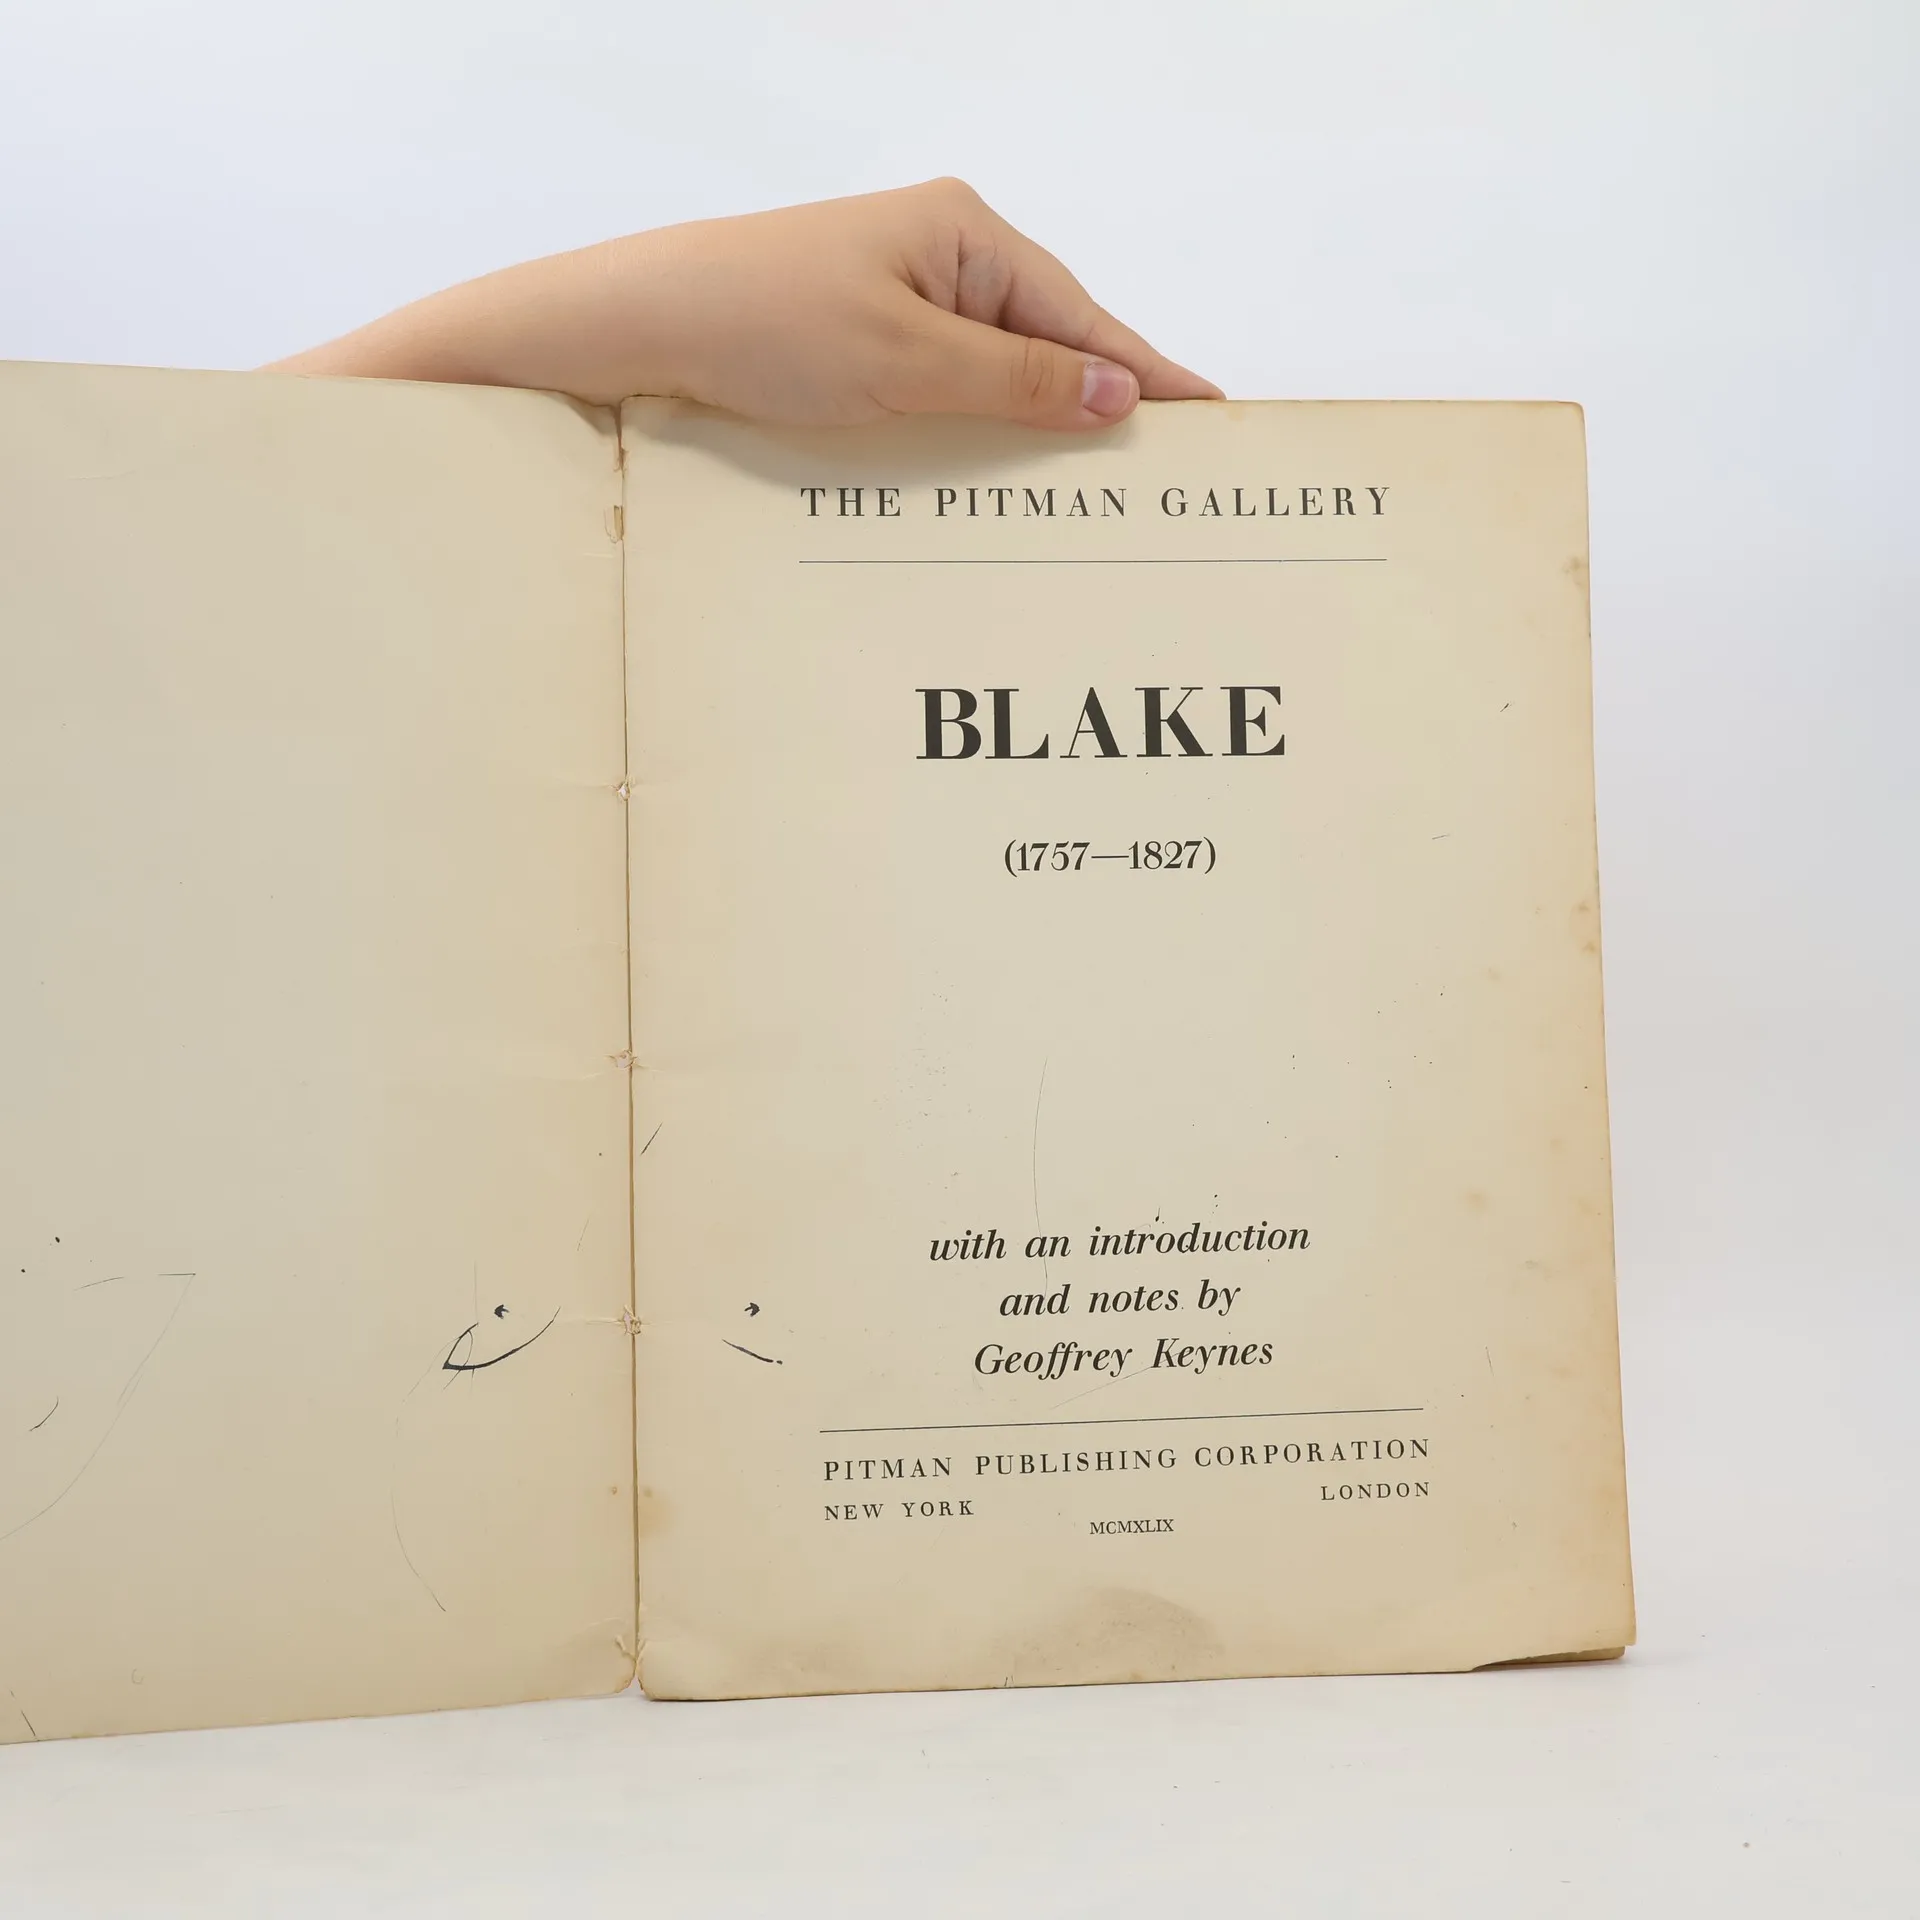 THE PITMAN GALLERY
BLAKE
(1757—1827)
with an introduction
and notes by
Geoffrey Keynes
PITMAN PUBLISHING CORPORATION
NEW YORK LONDON
MCMXLIX